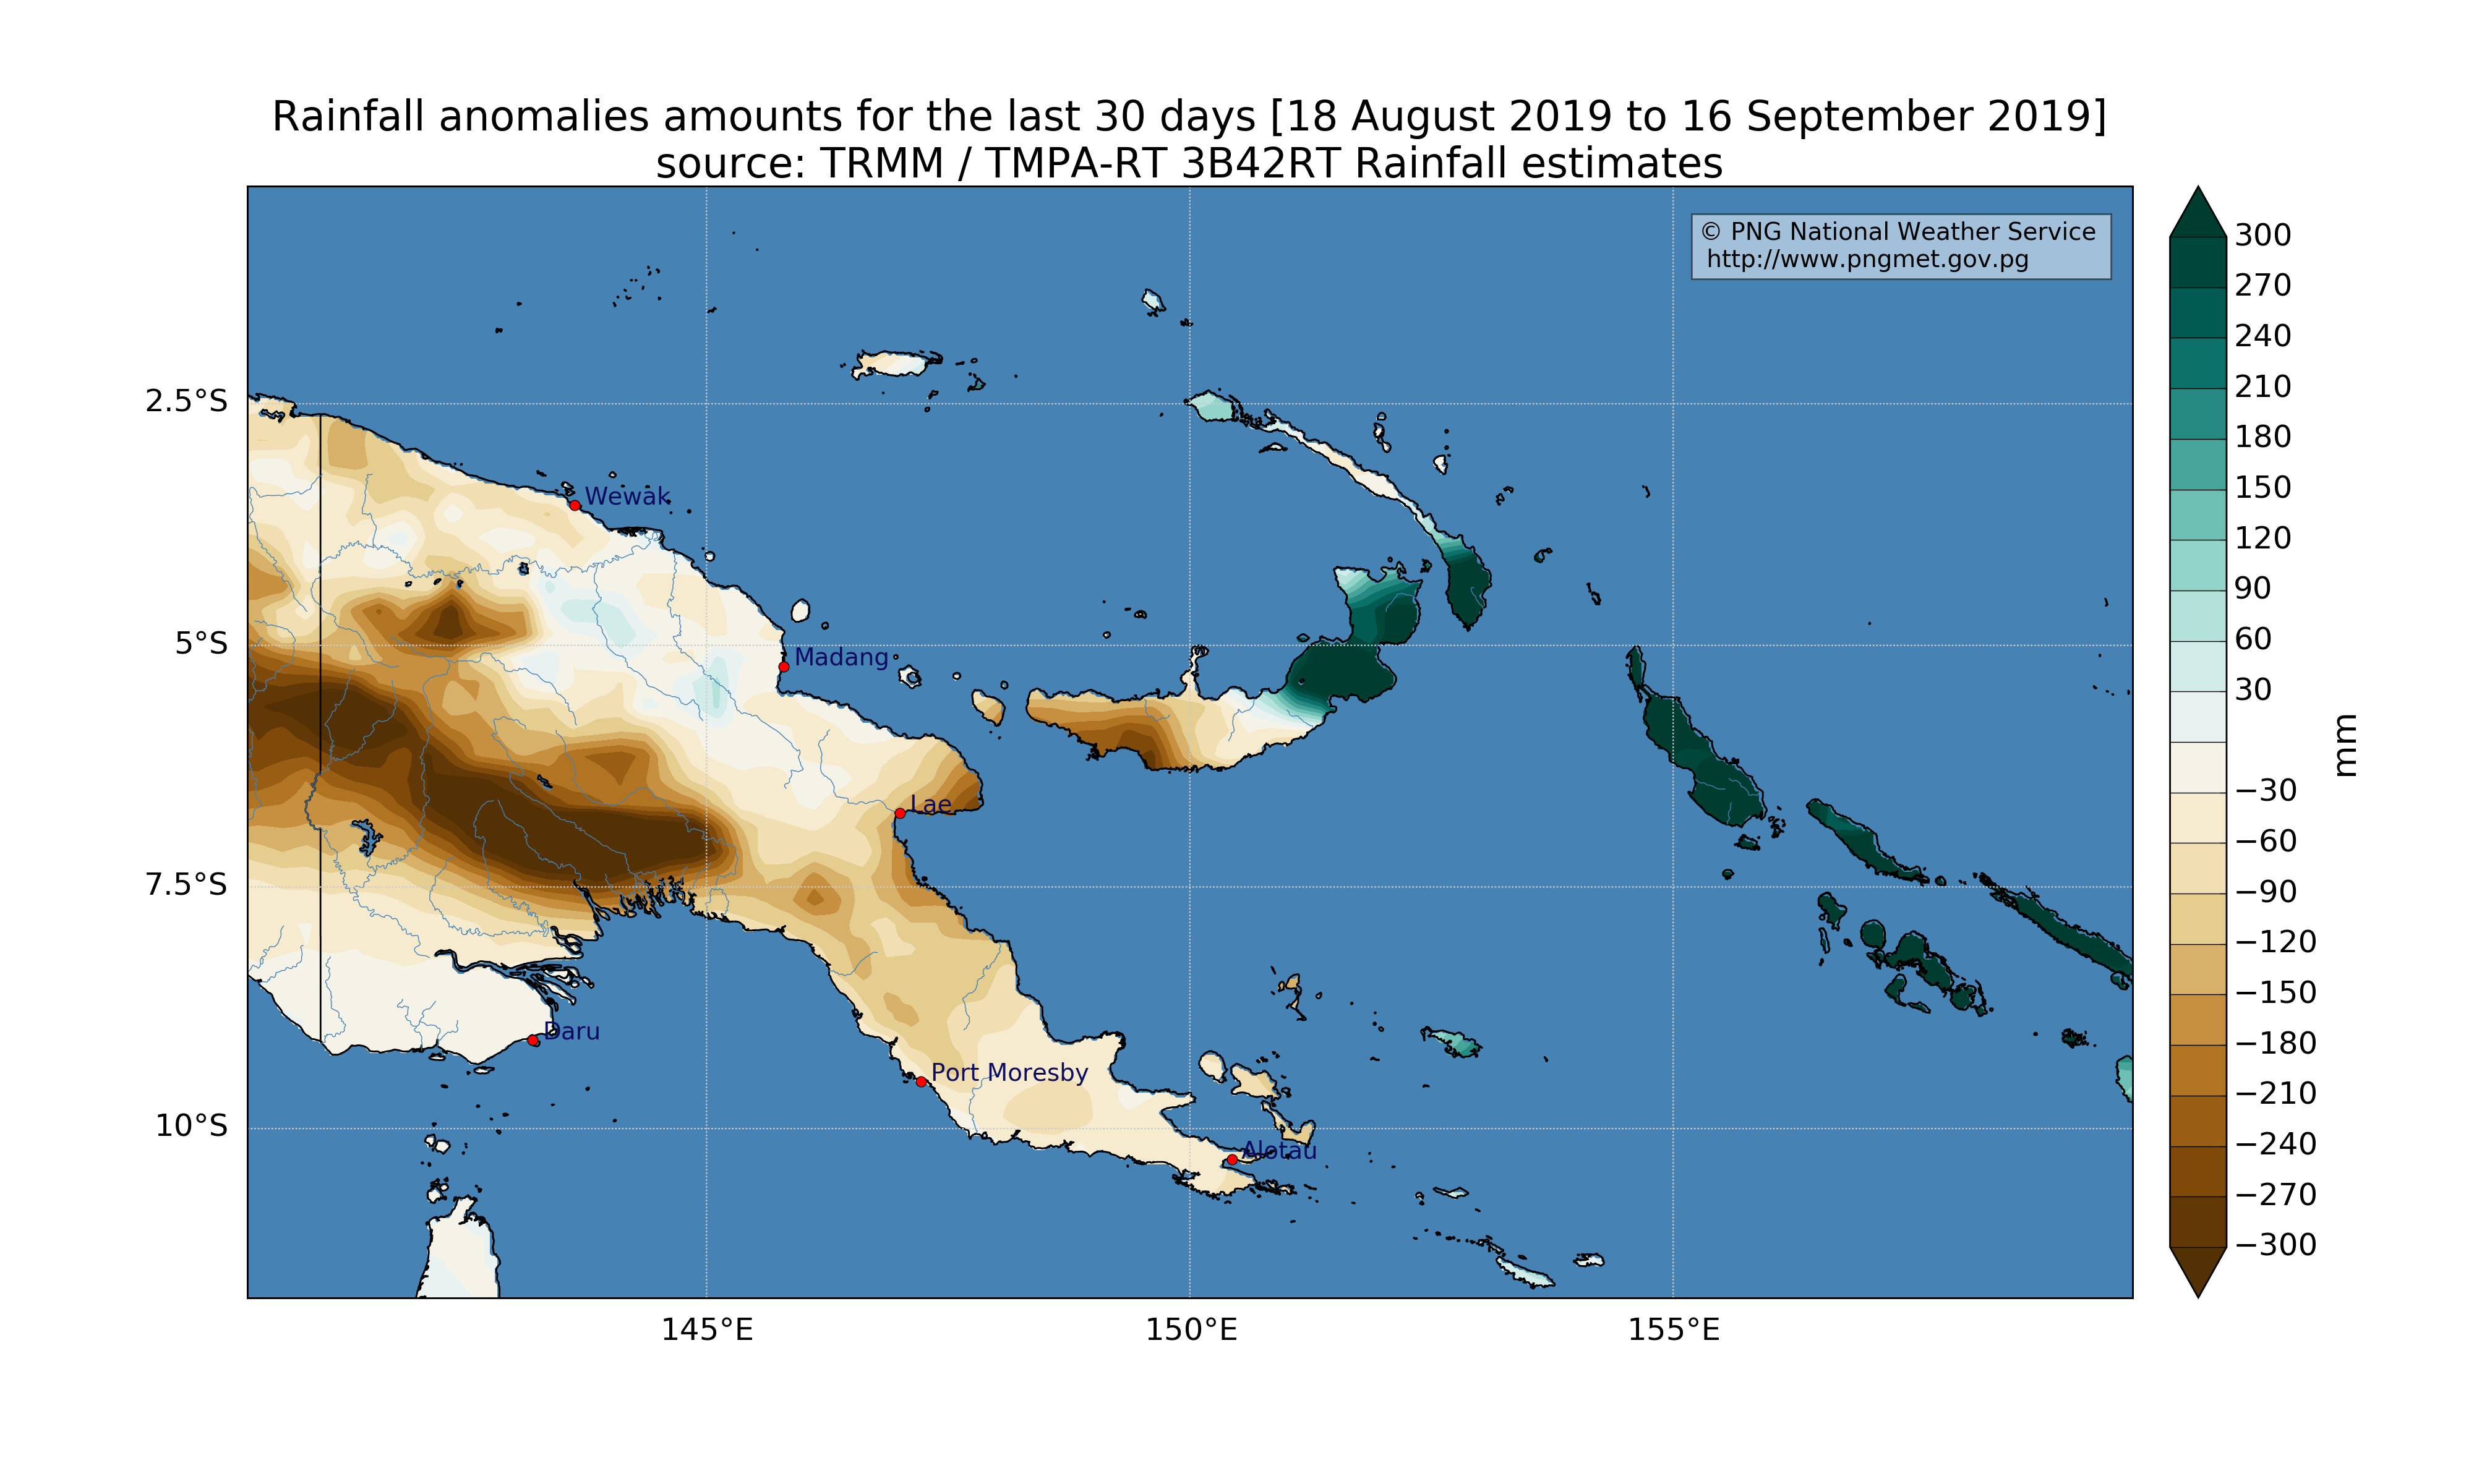 Rainfall anomalies amounts for the last 30 days [18 August 2019 to 16 September 2019]
source: TRMM / TMPA-RT 3B42RT Rainfall estimates
© PNG National Weather Service
http://www.pngmet.gov.pg
2.5°S
5°S
7.5°S
10°S
145°E
150°E
155°E
Wewak
Madang
Lae
Daru
Port Moresby
Alotau
300
270
240
210
180
150
120
90
60
30
−30
−60
−90
−120
−150
−180
−210
−240
−270
−300
mm